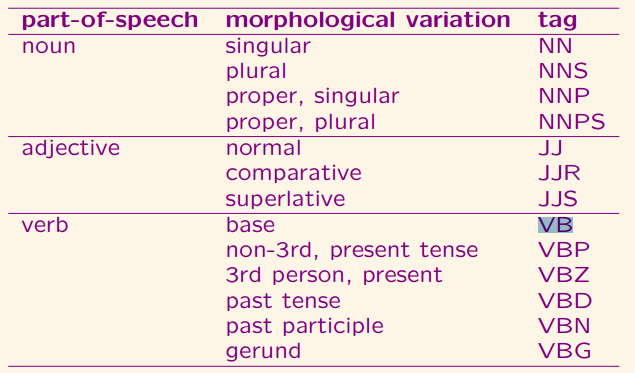 part-of-speech morphological variation tag
noun singular NN
plural NNS
proper, singular NNP
proper, plural NNPS
adjective normal JJ
comparative JJR
superlative JJS
verb base VB
non-3rd, present tense VBP
3rd person, present VBZ
past tense VBD
past participle VBN
gerund VBG